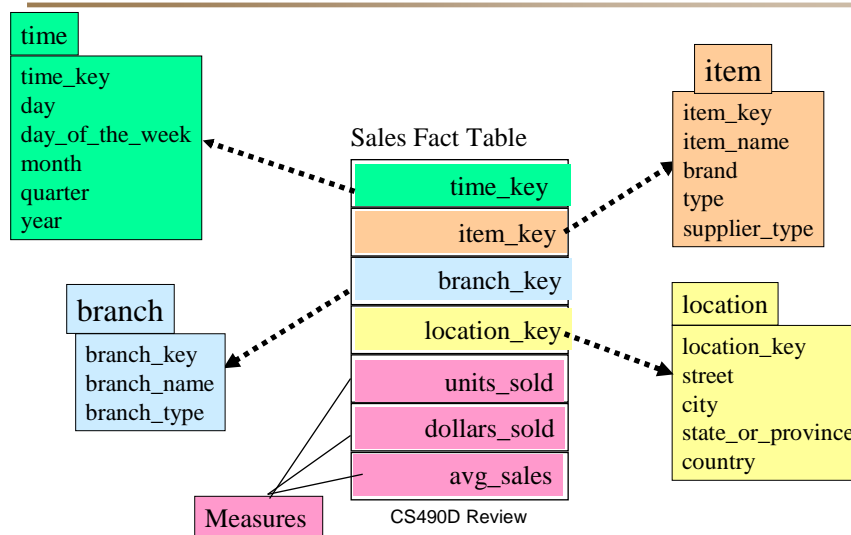 time
time_key
day
day_of_the_week
month
quarter
year
item
item_key
item_name
brand
type
supplier_type
Sales Fact Table
time_key
item_key
branch_key
location_key
units_sold
dollars_sold
avg_sales
branch
branch_key
branch_name
branch_type
location
location_key
street
city
state_or_province
country
Measures
CS490D Review